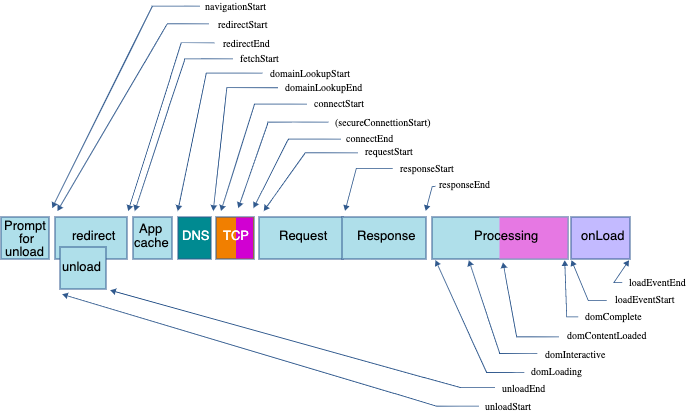 navigationStart
redirectStart
redirectEnd
fetchStart
domainLookupStart
domainLookupEnd
connectStart
(secureConnettionStart)
connectEnd
requestStart
responseStart
responseEnd
Prompt
for
unload
redirect
unload
App
cache
DNS
TCP
Request
Response
Processing
onLoad
loadEventEnd
loadEventStart
domComplete
domContentLoaded
domInteractive
domLoading
unloadEnd
unloadStart